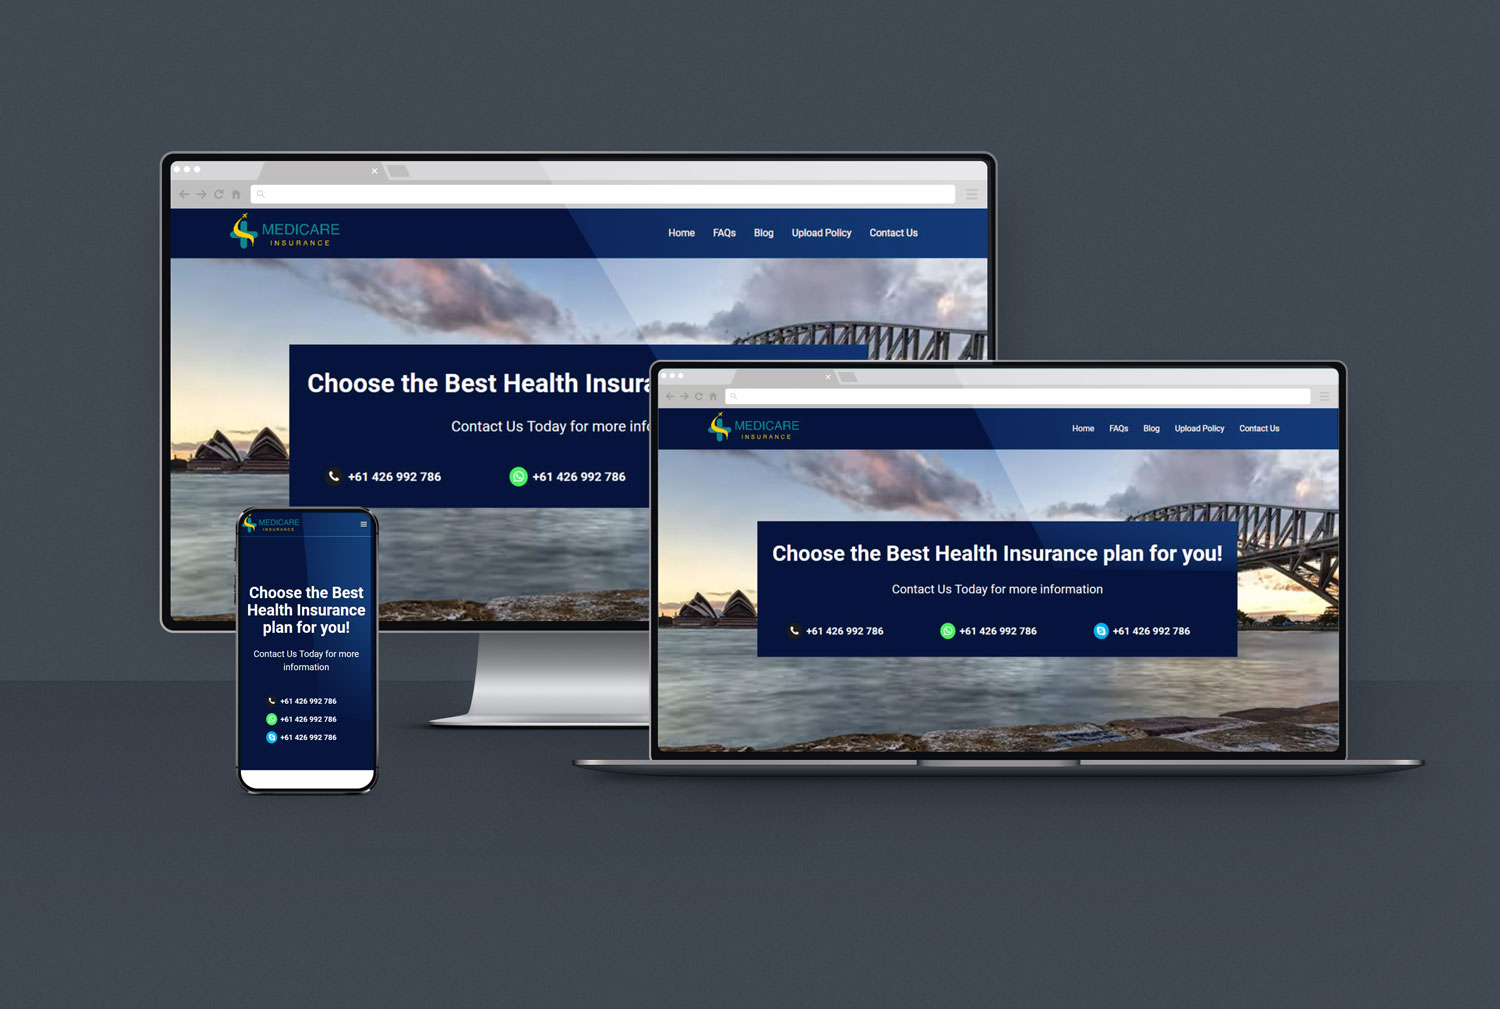 MEDICARE
INSURANCE
Home FAQs Blog Upload Policy Contact Us
Choose the Best Health
Contact Us Today for more
+61 426 992 786 +61 426 992 786
MEDICARE
INSURANCE
Home FAQs Blog Upload Policy Contact Us
Choose the Best Health Insurance plan for you!
Contact Us Today for more information
+61 426 992 786 +61 426 992 786 +61 426 992 786
MEDICARE
INSURANCE
Choose the Best
Health Insurance
plan for you!
Contact Us Today for more
information
+61 426 992 786
+61 426 992 786
+61 426 992 786